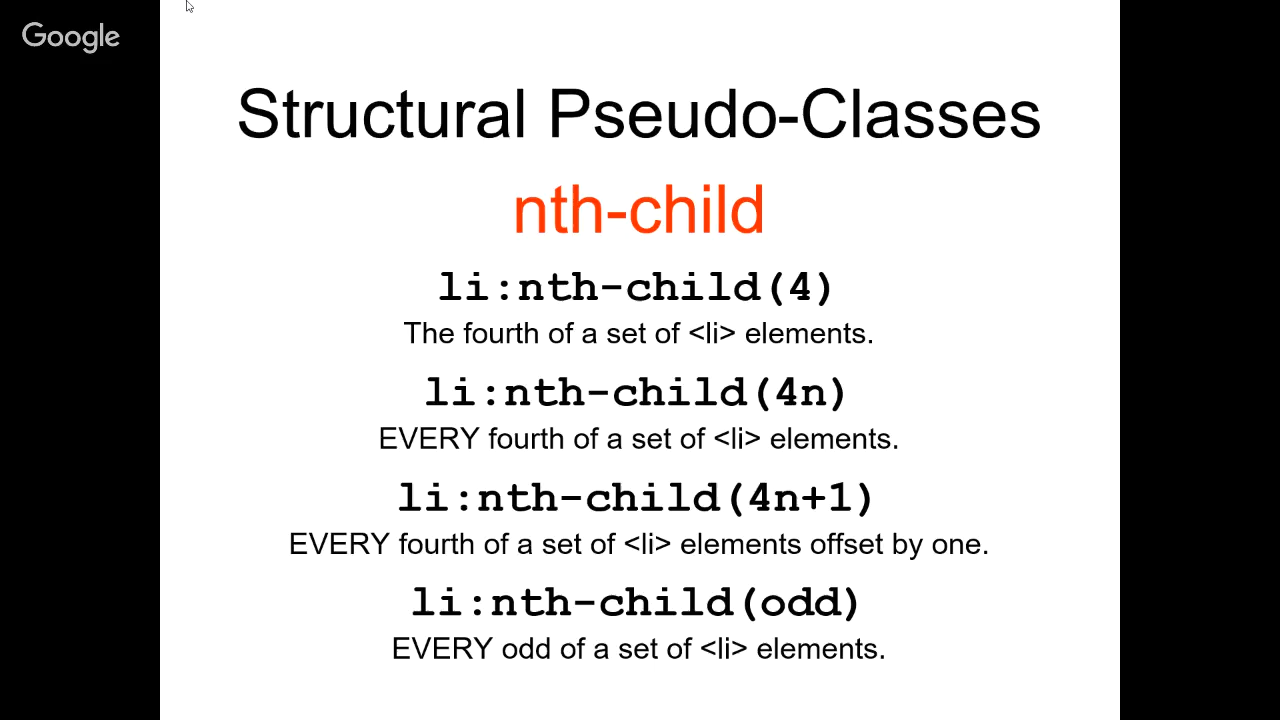 Google
Structural Pseudo-Classes
nth-child
li:nth-child(4)
The fourth of a set of <li> elements.
li:nth-child(4n)
EVERY fourth of a set of <li> elements.
li:nth-child(4n+1)
EVERY fourth of a set of <li> elements offset by one.
li:nth-child(odd)
EVERY odd of a set of <li> elements.